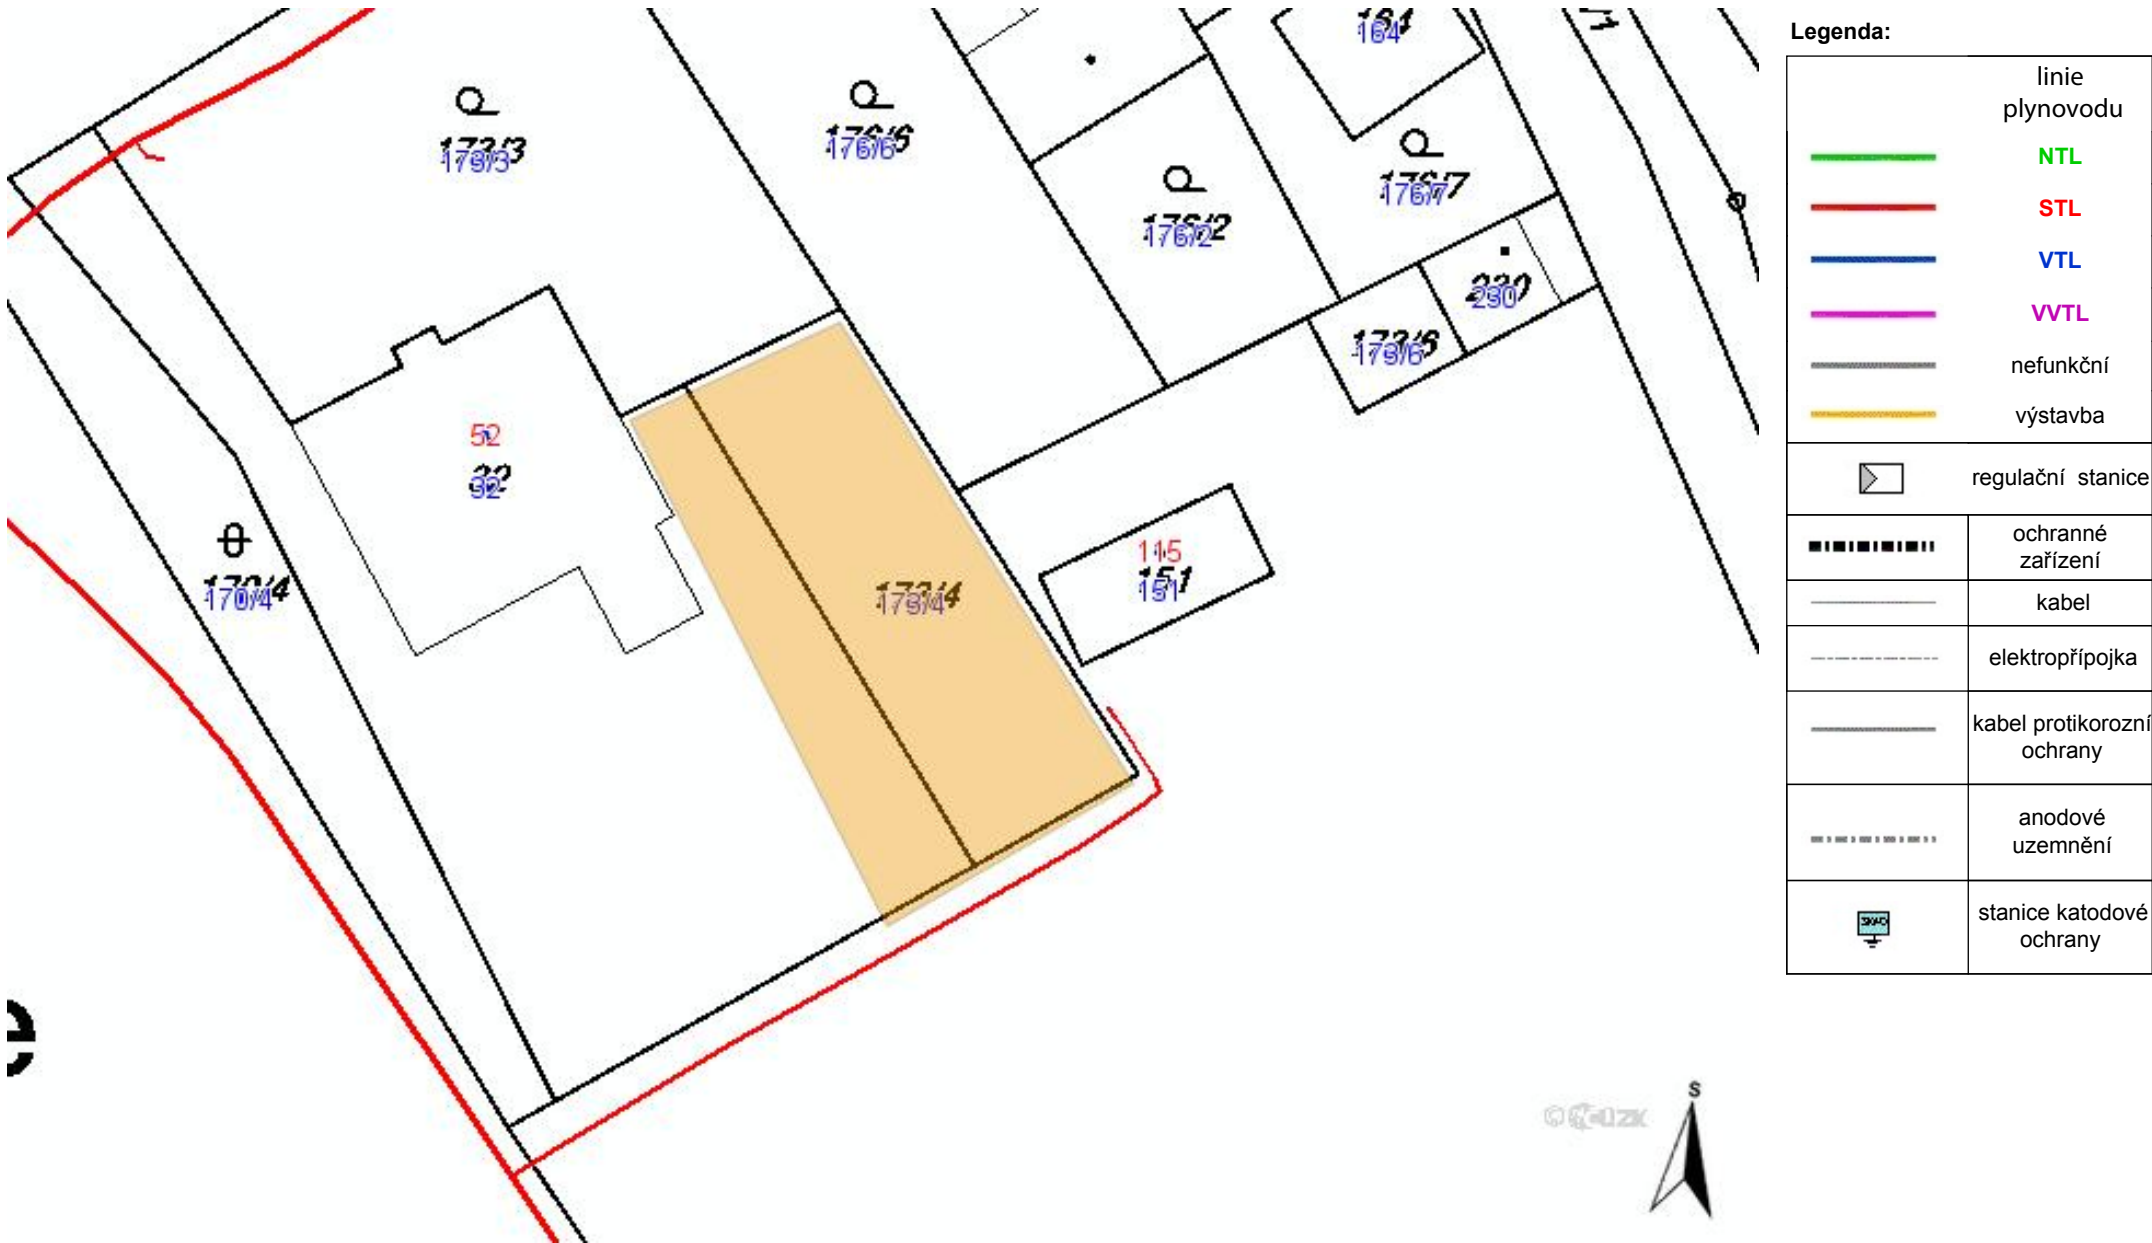 164
173/3
176/6
176/7
176/2
230
173/6
52
32
115
151
170/4
173/4
e
S
Legenda:
linie
plynovodu
NTL
STL
VTL
VVTL
nefunkční
výstavba
regulační stanice
ochranné
zařízení
kabel
elektropřípojka
kabel protikorozní
ochrany
anodové
uzemnění
stanice katodové
ochrany